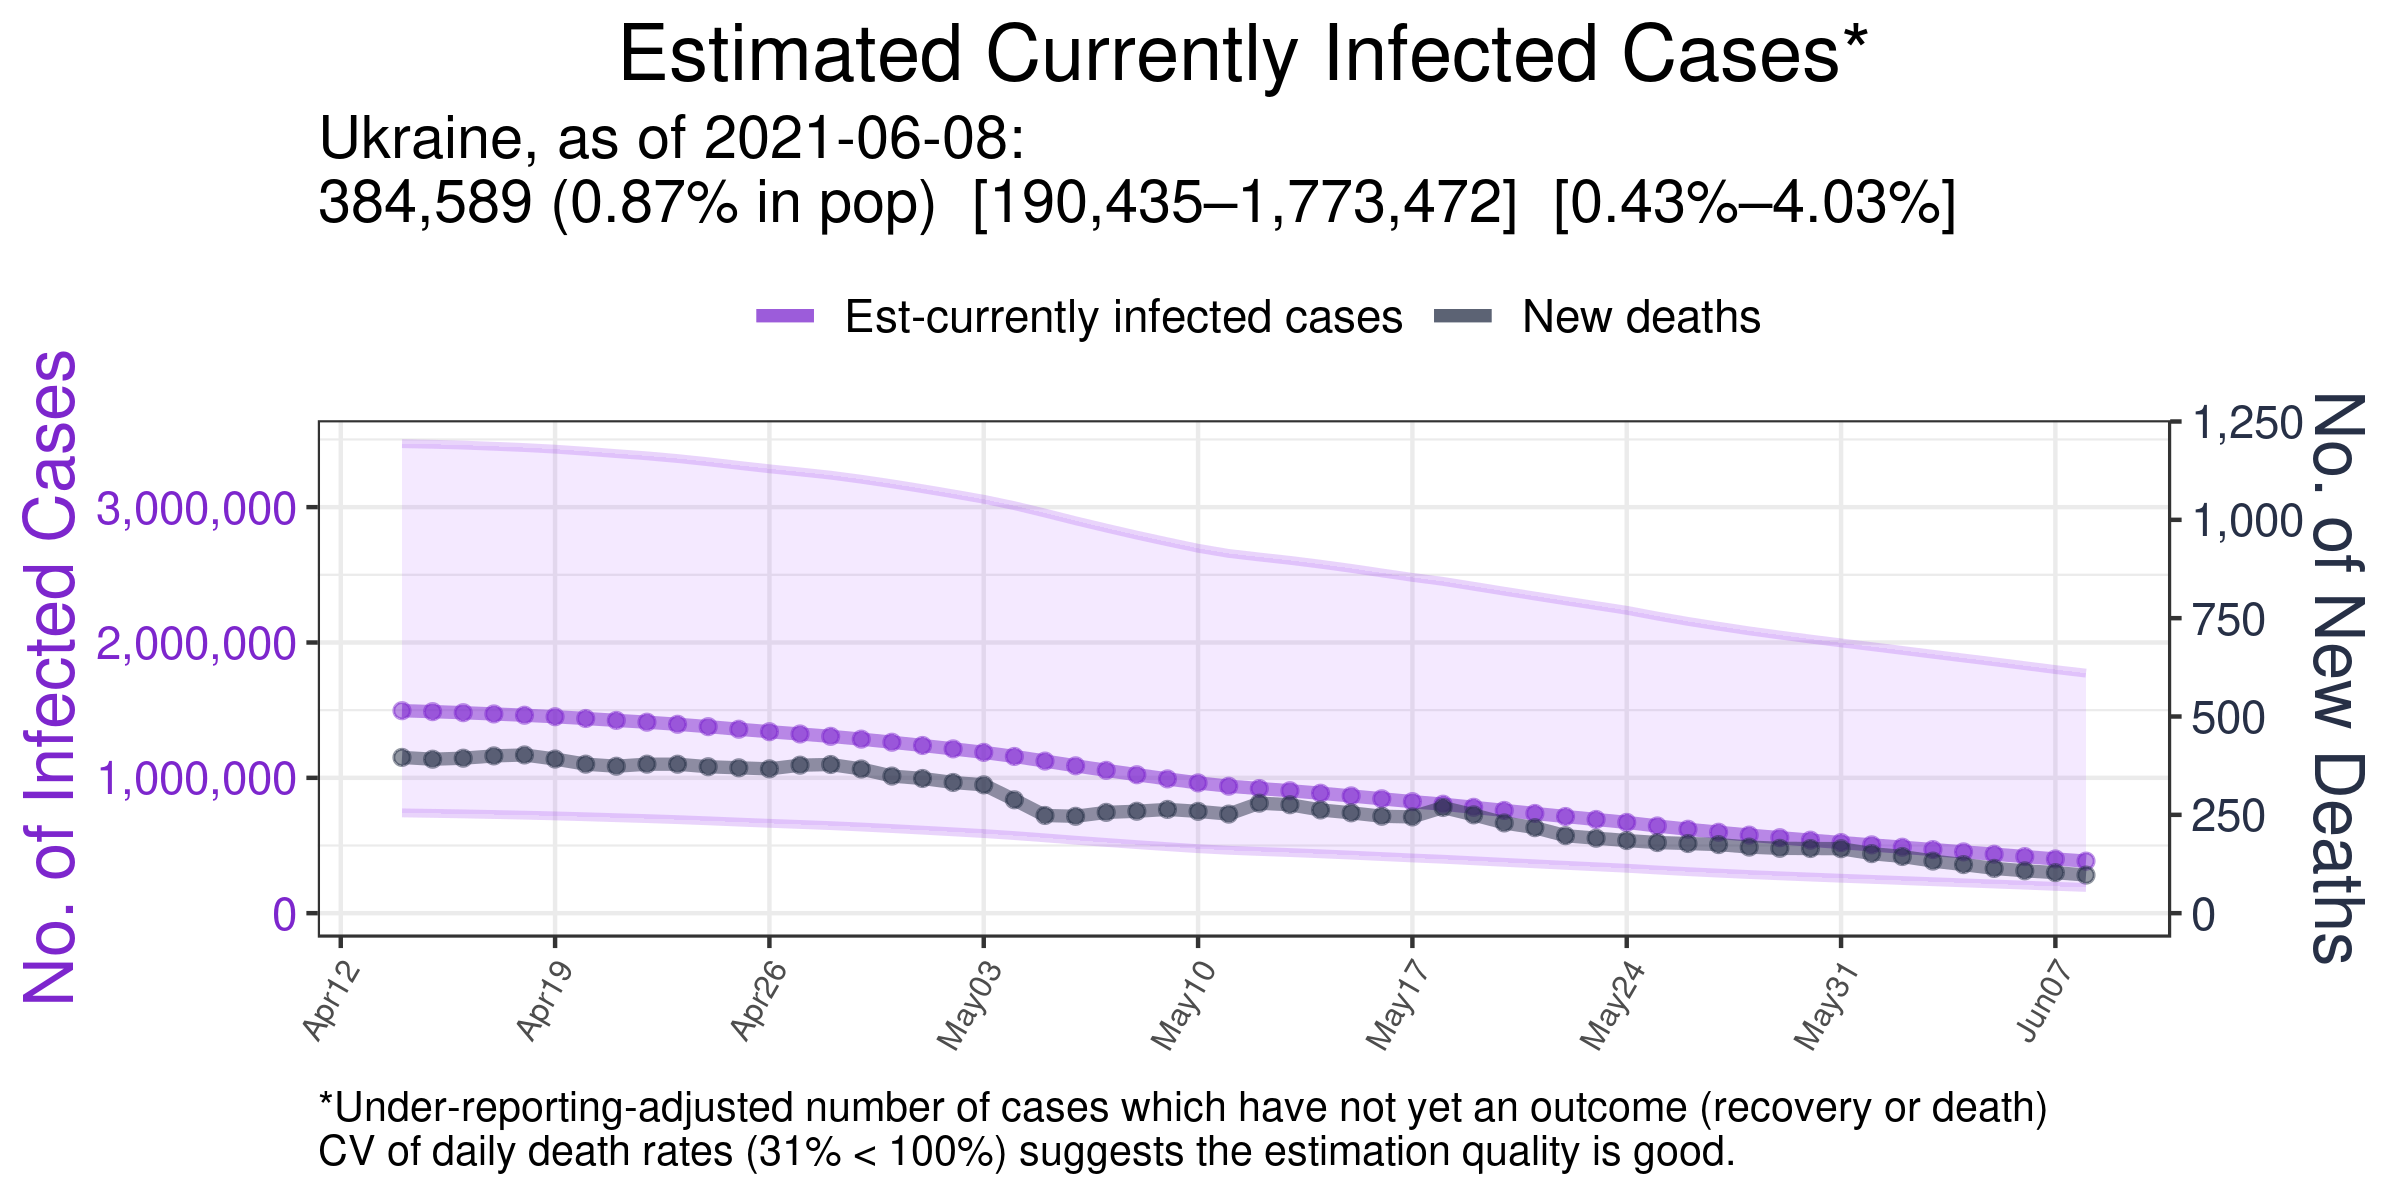 Estimated Currently Infected Cases*
Ukraine, as of 2021-06-08:
384,589 (0.87% in pop) [190,435–1,773,472] [0.43%–4.03%]
Est-currently infected cases New deaths
No. of Infected Cases
3,000,000
2,000,000
1,000,000
0
1,250
1,000
750
500
250
0
No. of New Deaths
Apr12 Apr19 Apr26 May03 May10 May17 May24 May31 Jun07
*Under-reporting-adjusted number of cases which have not yet an outcome (recovery or death)
CV of daily death rates (31% < 100%) suggests the estimation quality is good.